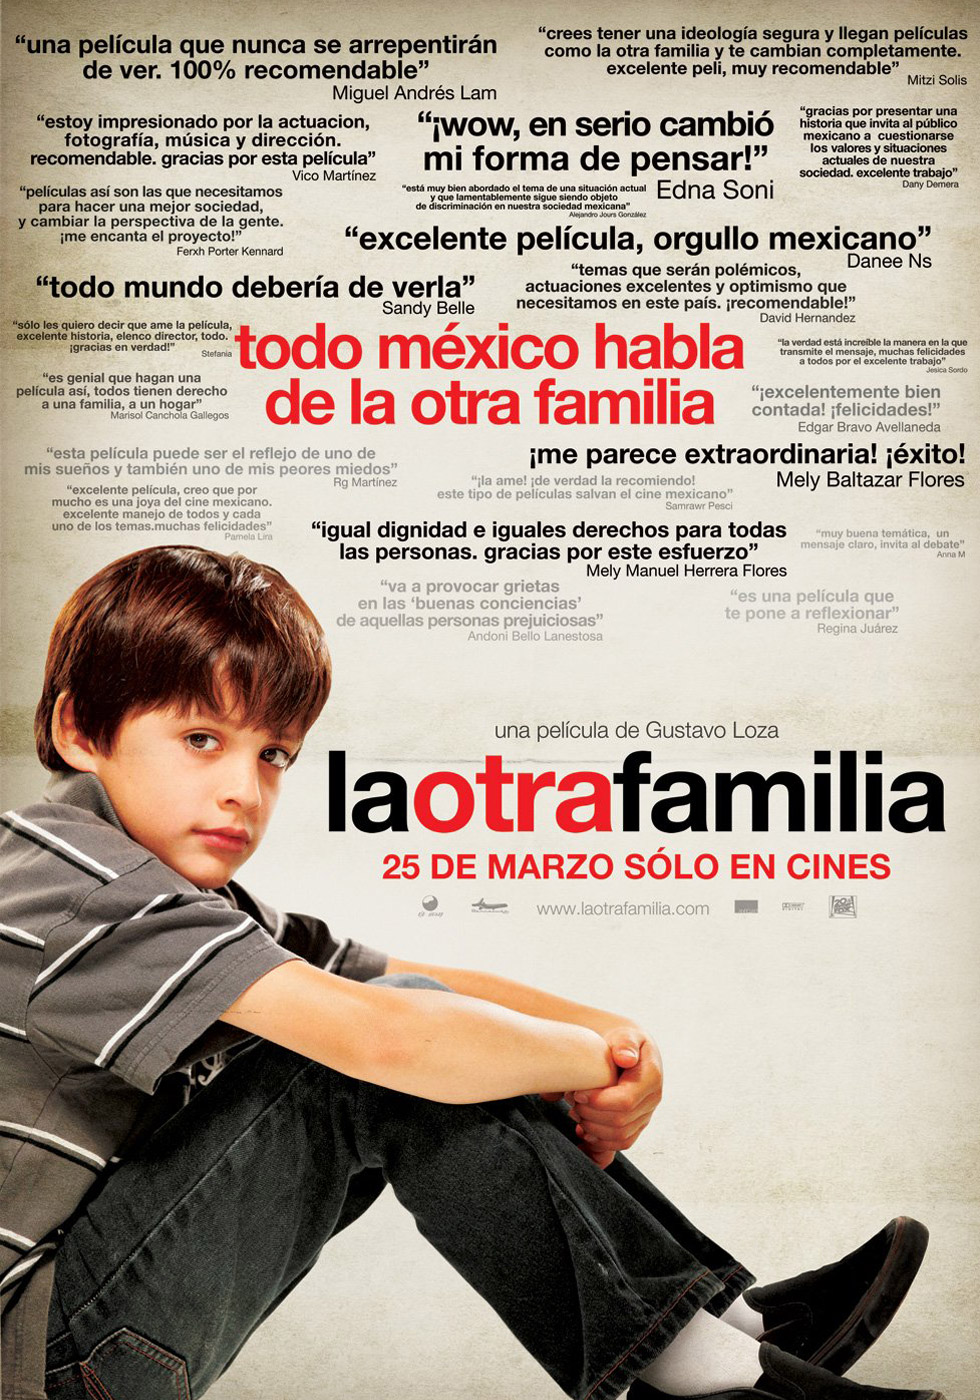 “una película que nunca se arrepentirán
de ver. 100% recomendable”
Miguel Andrés Lam
“crees tener una ideología segura y llegan películas
como la otra familia y te cambian completamente.
excelente peli, muy recomendable”
Mitzi Solis
“estoy impresionado por la actuacion,
fotografía, música y dirección.
recomendable. gracias por esta película”
Vico Martínez
“¡wow, en serio cambió
mi forma de pensar!”
Edna Soni
“gracias por presentar una
historia que invita al público
mexicano a cuestionarse
los valores y situaciones
actuales de nuestra
sociedad. excelente trabajo”
Dany Demera
“películas así son las que necesitamos
para hacer una mejor sociedad,
y cambiar la perspectiva de la gente.
¡me encanta el proyecto!”
Ferxh Porter Kennard
“está muy bien abordado el tema de una situación actual
y que lamentablemente sigue siendo objeto
de discriminación en nuestra sociedad mexicana”
Alejandro Jours González
“excelente película, orgullo mexicano”
Danee Ns
“todo mundo debería de verla”
Sandy Belle
“temas que serán polémicos,
actuaciones excelentes y optimismo que
necesitamos en este país. ¡recomendable!”
David Hernandez
“sólo les quiero decir que ame la película,
excelente historia, elenco director, todo.
¡gracias en verdad!”
Stefania
todo méxico habla
de la otra familia
“la verdad está increíble la manera en la que
transmite el mensaje, muchas felicidades
a todos por el excelente trabajo”
Jesica Sordo
“es genial que hagan una
película así, todos tienen derecho
a una familia, a un hogar”
Marisol Canchola Gallegos
“¡excelentemente bien
contada! ¡felicidades!”
Edgar Bravo Avellaneda
“esta película puede ser el reflejo de uno de
mis sueños y también uno de mis peores miedos”
Rg Martínez
¡me parece extraordinaria! ¡éxito!
Mely Baltazar Flores
“¡la ame! ¡de verdad la recomiendo!
este tipo de películas salvan el cine mexicano”
Samrawr Pesci
“excelente película, creo que por
mucho es una joya del cine mexicano.
excelente manejo de todos y cada
uno de los temas.muchas felicidades”
Pamela Lira
“igual dignidad e iguales derechos para todas
las personas. gracias por este esfuerzo”
Mely Manuel Herrera Flores
“muy buena temática, un
mensaje claro, invita al debate”
Anna M
“va a provocar grietas
en las ‘buenas conciencias’
de aquellas personas prejuiciosas”
Andoni Bello Lanestosa
“es una película que
te pone a reflexionar”
Regina Juárez
una película de Gustavo Loza
laotrafamilia
25 DE MARZO SÓLO EN CINES
www.laotrafamilia.com